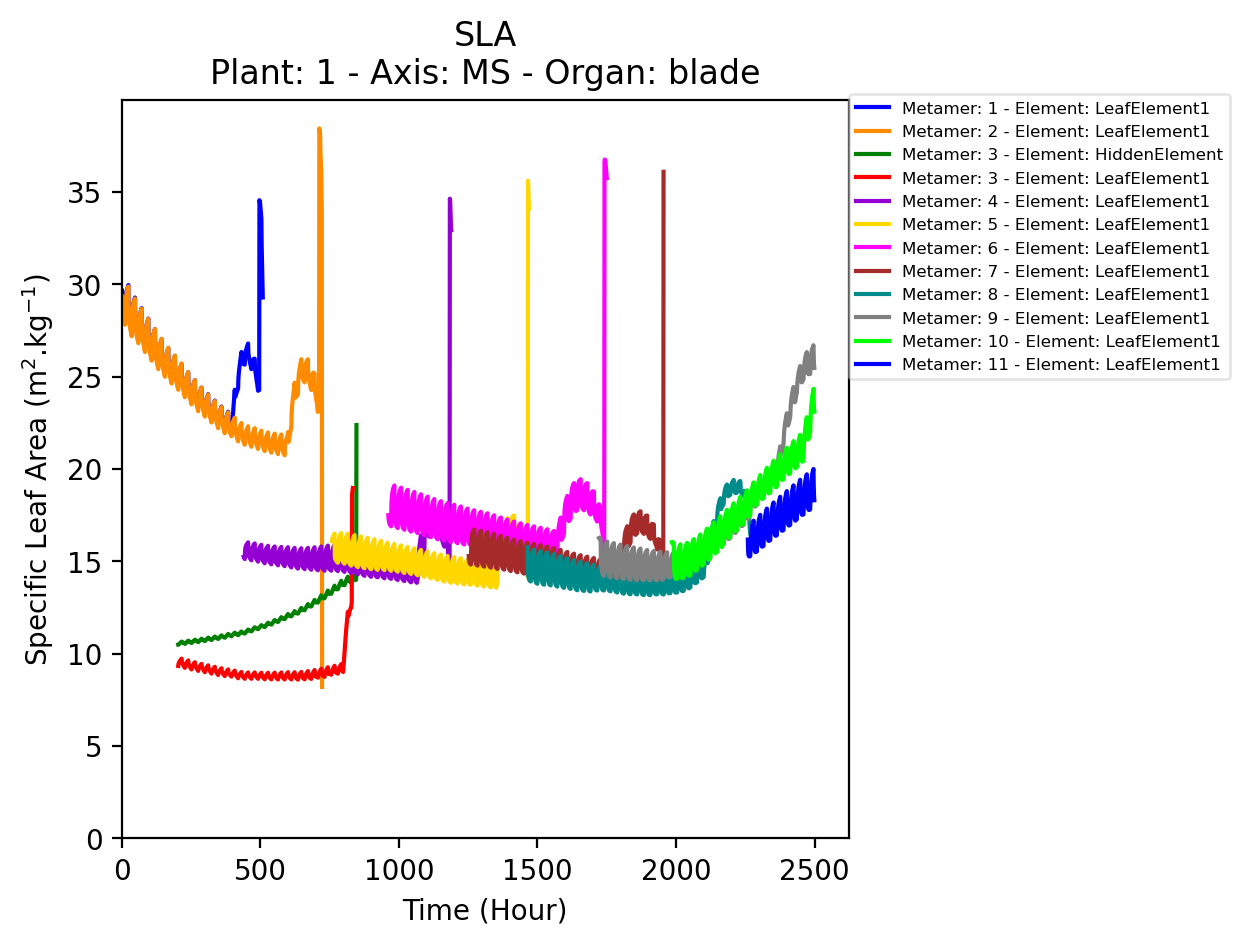 SLA
Plant: 1 - Axis: MS - Organ: blade
Specific Leaf Area (m².kg⁻¹)
35
30
25
20
15
10
5
0
0 500 1000 1500 2000 2500
Time (Hour)
Metamer: 1 - Element: LeafElement1
Metamer: 2 - Element: LeafElement1
Metamer: 3 - Element: HiddenElement
Metamer: 3 - Element: LeafElement1
Metamer: 4 - Element: LeafElement1
Metamer: 5 - Element: LeafElement1
Metamer: 6 - Element: LeafElement1
Metamer: 7 - Element: LeafElement1
Metamer: 8 - Element: LeafElement1
Metamer: 9 - Element: LeafElement1
Metamer: 10 - Element: LeafElement1
Metamer: 11 - Element: LeafElement1